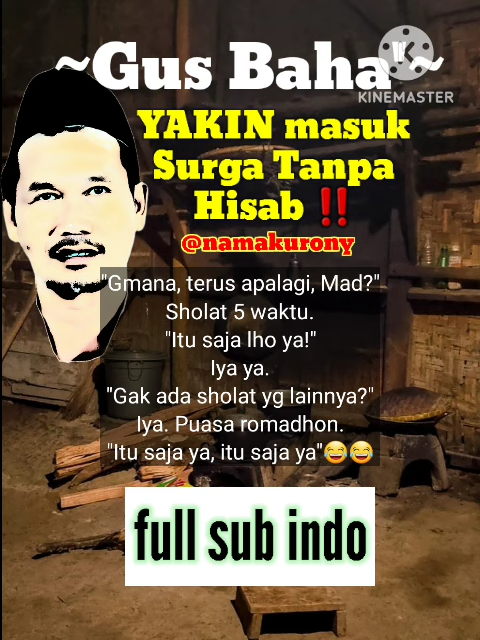 ~Gus Baha'~
KINEMASTER
YAKIN masuk
Surga Tanpa
Hisab ‼️
@namakurony
"Gmana, terus apalagi, Mad?"
Sholat 5 waktu.
"Itu saja lho ya!"
Iya ya.
"Gak ada sholat yg lainnya?"
Iya. Puasa romadhon.
"Itu saja ya, itu saja ya"😂😂
full sub indo